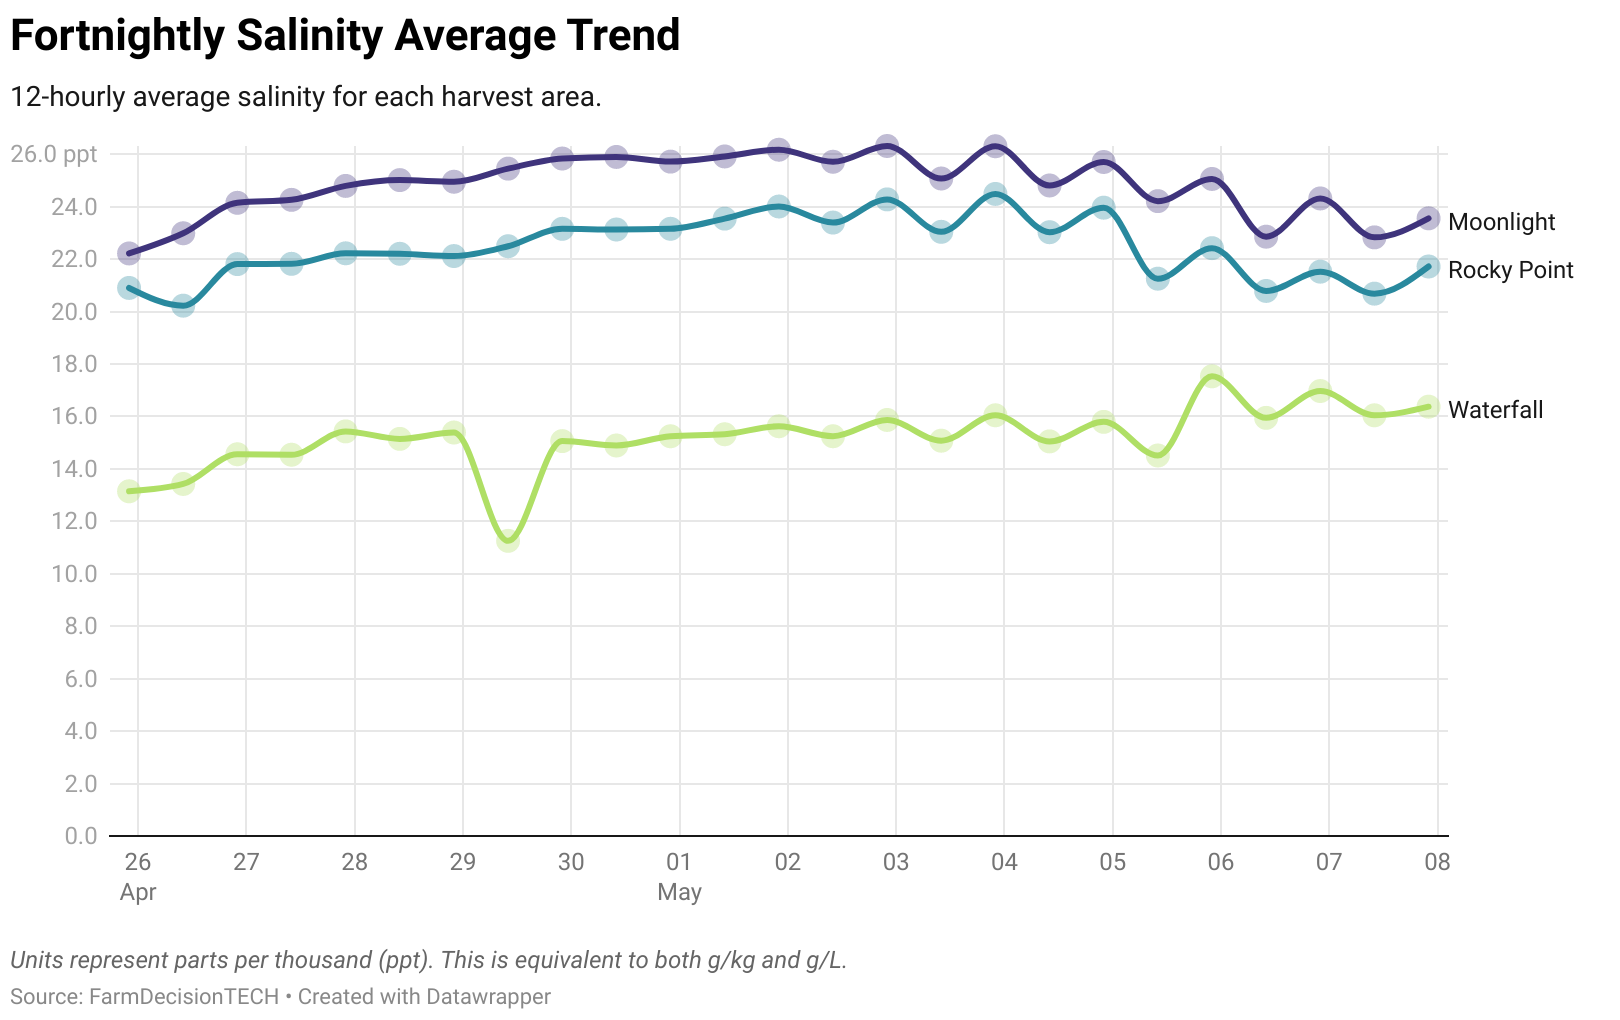 Fortnightly Salinity Average Trend
12-hourly average salinity for each harvest area.
26.0 ppt
24.0
22.0
20.0
18.0
16.0
14.0
12.0
10.0
8.0
6.0
4.0
2.0
0.0
Moonlight
Rocky Point
Waterfall
26 27 28 29 30 01 02 03 04 05 06 07 08
Apr May
Units represent parts per thousand (ppt). This is equivalent to both g/kg and g/L.
Source: FarmDecisionTECH • Created with Datawrapper